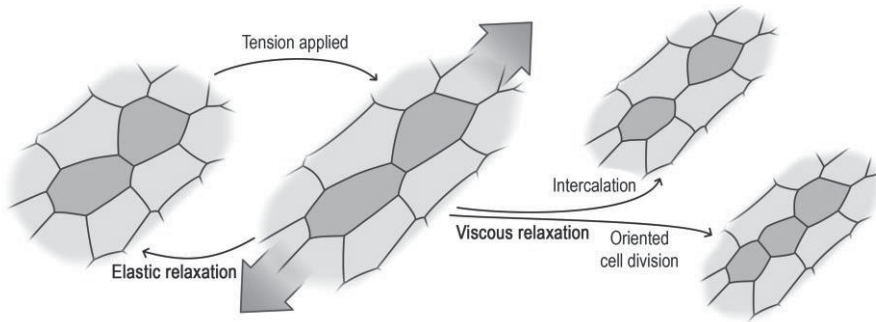 Tension applied
Intercalation
Viscous relaxation
Oriented
cell division
Elastic relaxation